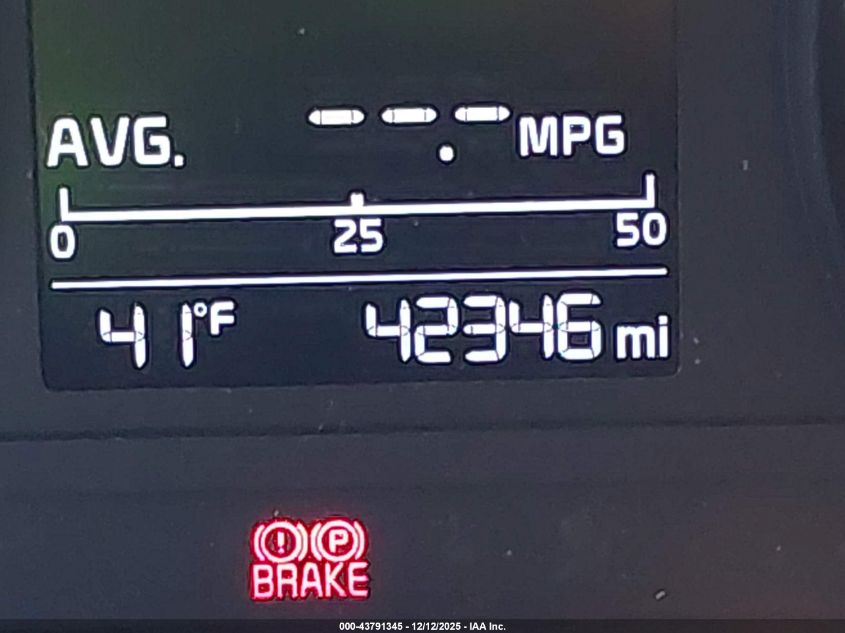 AVG. ---.- MPG
0 25 50
41°F 42346 mi
! P
BRAKE
000-43791345 - 12/12/2025 - IAA Inc.